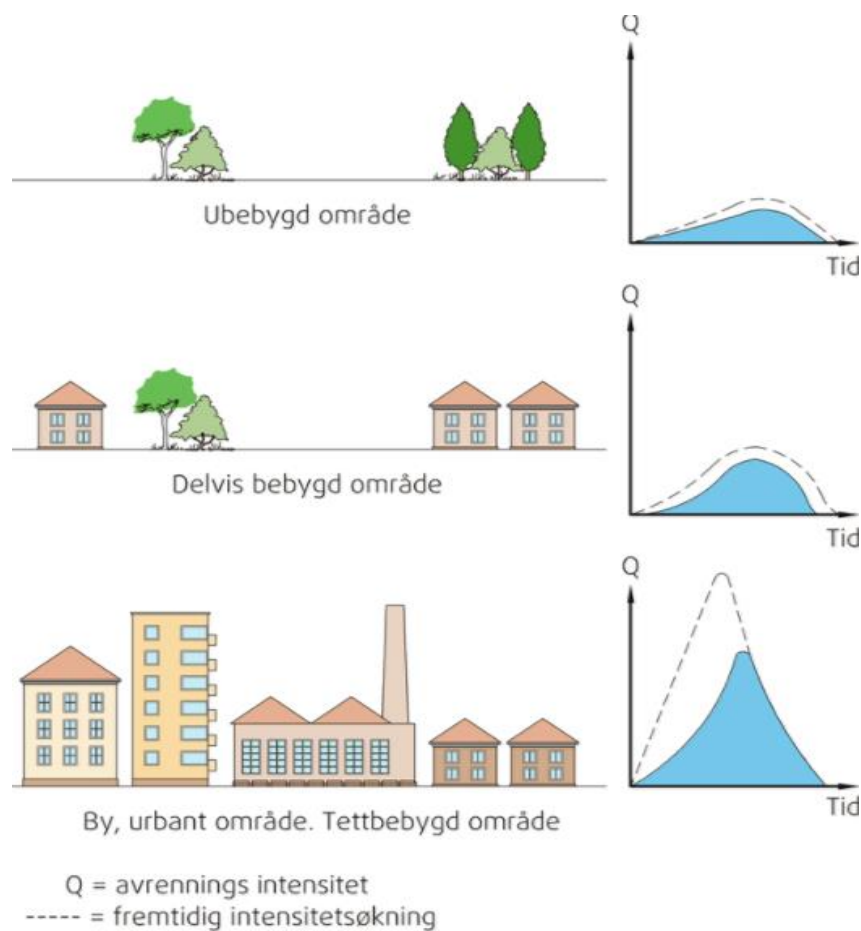 Q
Tid
Ubebygd område
Q
Tid
Delvis bebygd område
Q
Tid
By, urbant område. Tettbebygd område
Q = avrennings intensitet
----- = fremtidig intensitetsøkning